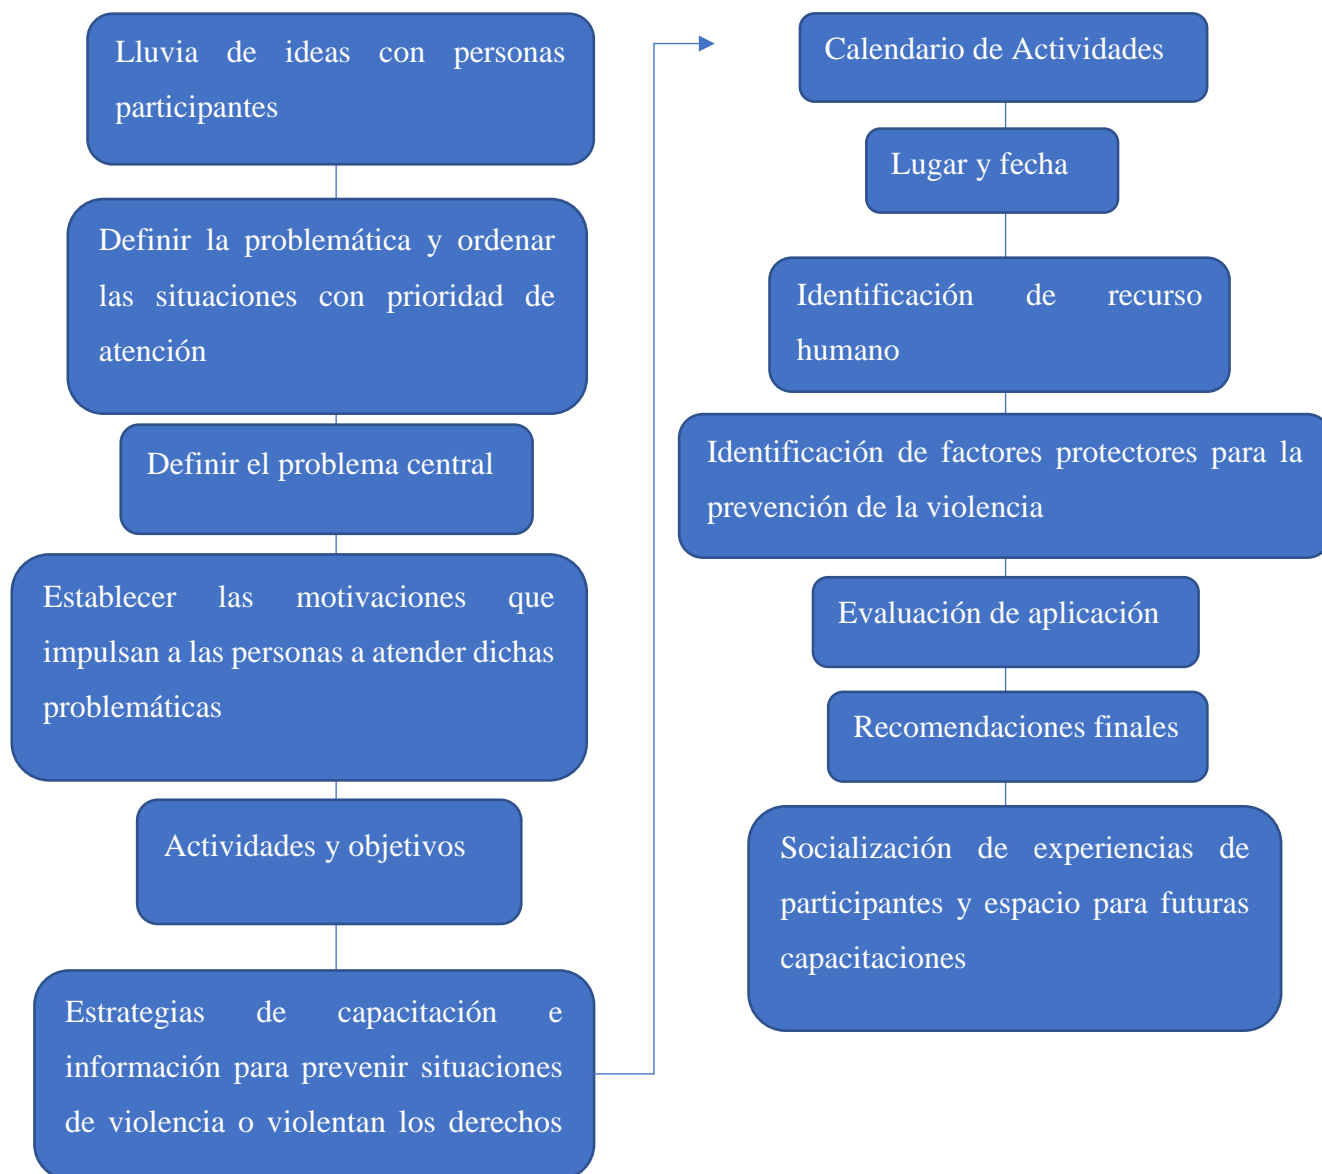 Lluvia de ideas con personas
participantes
Definir la problemática y ordenar
las situaciones con prioridad de
atención
Definir el problema central
Establecer las motivaciones que
impulsan a las personas a atender dichas
problemáticas
Actividades y objetivos
Estrategias de capacitación e
información para prevenir situaciones
de violencia o violentan los derechos
Calendario de Actividades
Lugar y fecha
Identificación de recurso
humano
Identificación de factores protectores para la
prevención de la violencia
Evaluación de aplicación
Recomendaciones finales
Socialización de experiencias de
participantes y espacio para futuras
capacitaciones